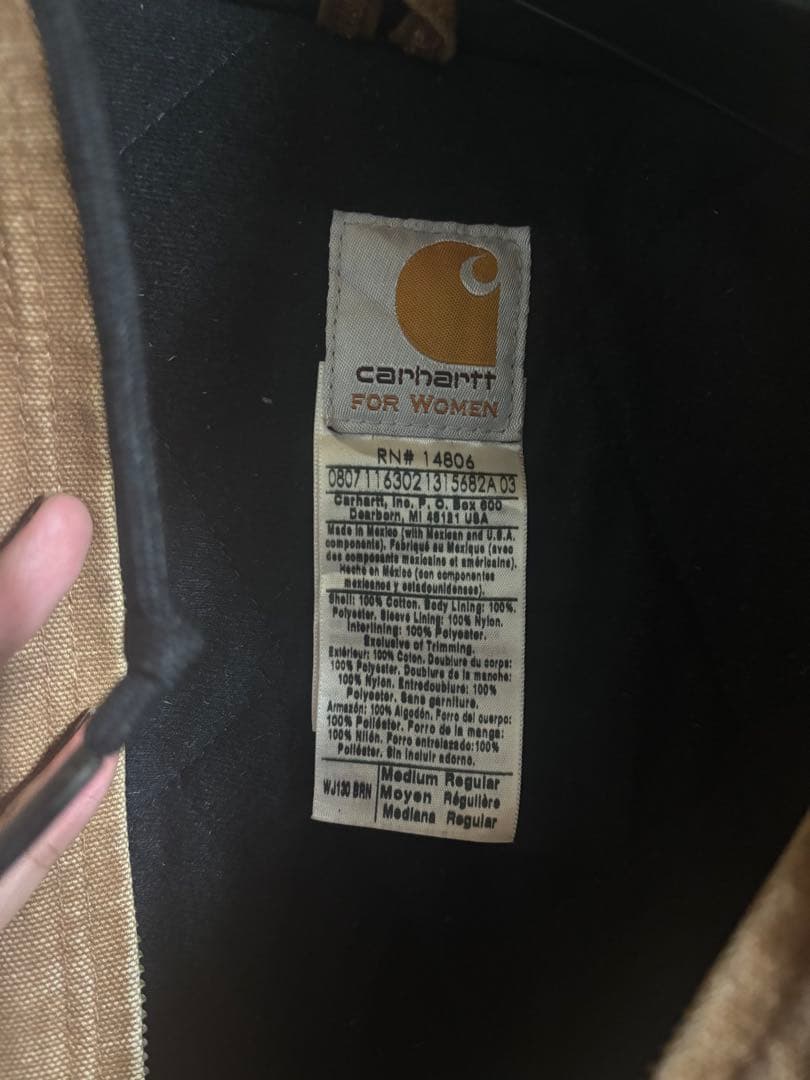 carhartt
FOR WOMEN
RN# 14806
08071163021315682A 03
Carhartt, Inc. P. O. Box 600
Dearborn, MI 48121 USA
Made in Mexico (with Mexican and U.S.A.
components). Fabriqué au Mexique (avec
des composants mexicains et américains).
Hecho en México (con componentes
mexicanos y estadounidenses).
Shell: 100% Cotton. Body Lining: 100%
Polyester. Sleeve Lining: 100% Nylon.
Interlining: 100% Polyester.
Exclusive of Trimming.
Extérieur: 100% Coton. Doublure du corps:
100% Polyester. Doublure de la manche:
100% Nylon. Entredoublure: 100%
Polyester. Sans garniture.
Armazón: 100% Algodón. Forro del cuerpo:
100% Poliéster. Forro de la manga:
100% Nilón. Forro entrelazado:100%
Poliéster. Sin incluir adorno.
WJ130 BRN
Medium Regular
Moyen Régulière
Mediana Regular